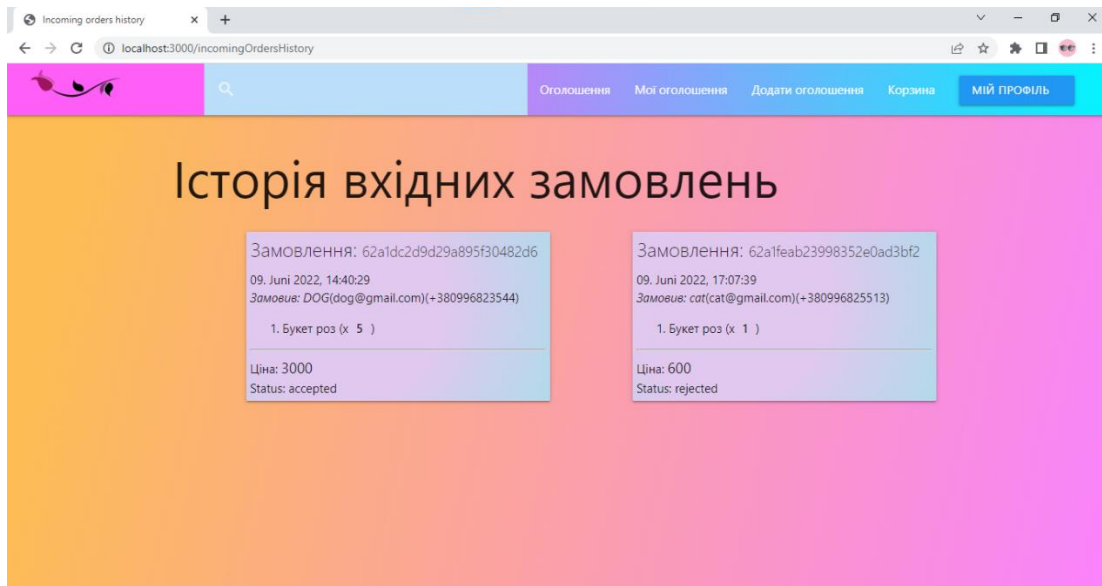 Incoming orders history
localhost:3000/incomingOrdersHistory
Оголошення Мої оголошення Додати оголошення Корзина МІЙ ПРОФІЛЬ
Історія вхідних замовлень
Замовлення: 62a1dc2d9d29a895f30482d6
09. Juni 2022, 14:40:29
Замовив: DOG(dog@gmail.com)(+380996823544)
1. Букет роз (x 5 )
Ціна: 3000
Status: accepted
Замовлення: 62a1feab23998352e0ad3bf2
09. Juni 2022, 17:07:39
Замовив: cat(cat@gmail.com)(+380996825513)
1. Букет роз (x 1 )
Ціна: 600
Status: rejected